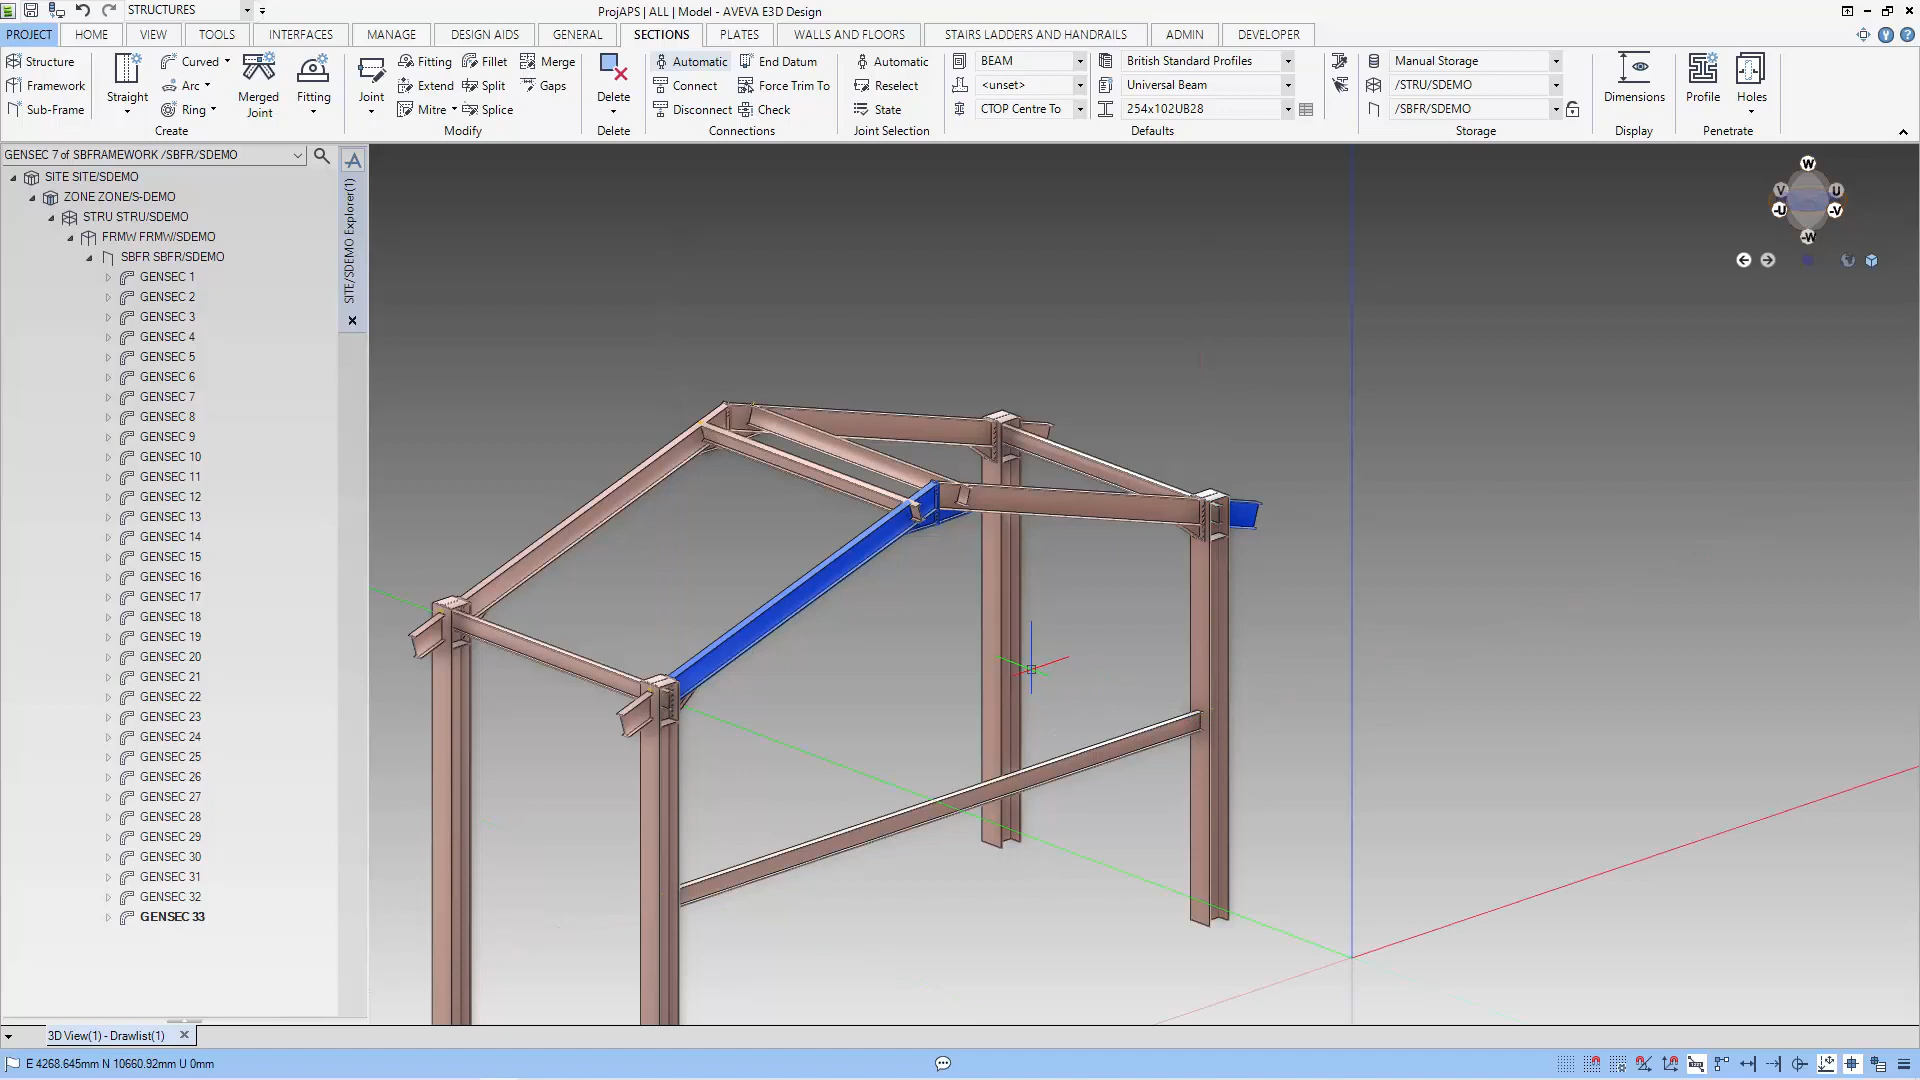 STRUCTURES
ProjAPS | ALL | Model - AVEVA E3D Design
PROJECT HOME VIEW TOOLS INTERFACES MANAGE DESIGN AIDS GENERAL SECTIONS PLATES WALLS AND FLOORS STAIRS LADDERS AND HANDRAILS ADMIN DEVELOPER
Structure
Framework
Sub-Frame
Straight
Curved
Arc
Ring
Merged
Joint
Fitting
Create
Joint
Fitting
Extend
Mitre
Fillet
Split
Splice
Merge
Gaps
Modify
Delete
Delete
Automatic
Connect
Disconnect
End Datum
Force Trim To
Check
Connections
Automatic
Reselect
State
Joint Selection
BEAM
<unset>
CTOP Centre To
British Standard Profiles
Universal Beam
254x102UB28
Defaults
Manual Storage
/STRU/SDEMO
/SBFR/SDEMO
Storage
Dimensions
Display
Profile
Holes
Penetrate
GENSEC 7 of SBFRAMEWORK /SBFR/SDEMO
SITE SITE/SDEMO
ZONE ZONE/S-DEMO
STRU STRU/SDEMO
FRMW FRMW/SDEMO
SBFR SBFR/SDEMO
GENSEC 1
GENSEC 2
GENSEC 3
GENSEC 4
GENSEC 5
GENSEC 6
GENSEC 7
GENSEC 8
GENSEC 9
GENSEC 10
GENSEC 11
GENSEC 12
GENSEC 13
GENSEC 14
GENSEC 15
GENSEC 16
GENSEC 17
GENSEC 18
GENSEC 19
GENSEC 20
GENSEC 21
GENSEC 22
GENSEC 23
GENSEC 24
GENSEC 25
GENSEC 26
GENSEC 27
GENSEC 28
GENSEC 29
GENSEC 30
GENSEC 31
GENSEC 32
GENSEC 33
SITE/SDEMO Explorer(1)
W
V U
-U -V
-W
3D View(1) - Drawlist(1)
E 4268.645mm N 10660.92mm U 0mm